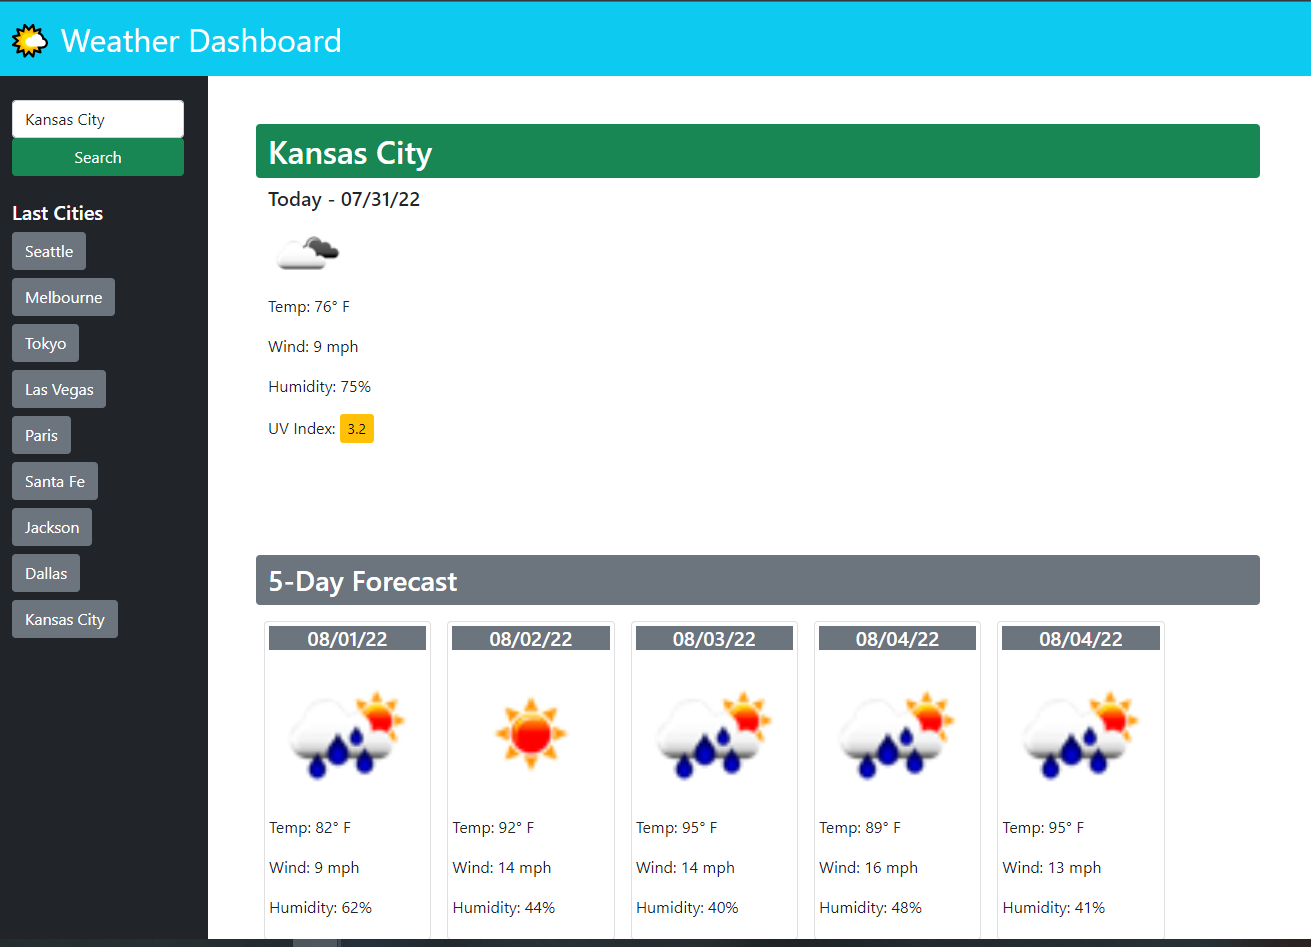 Weather Dashboard
Kansas City
Search
Last Cities
Seattle
Melbourne
Tokyo
Las Vegas
Paris
Santa Fe
Jackson
Dallas
Kansas City
Kansas City
Today - 07/31/22
Temp: 76° F
Wind: 9 mph
Humidity: 75%
UV Index: 3.2
5-Day Forecast
08/01/22
Temp: 82° F
Wind: 9 mph
Humidity: 62%
08/02/22
Temp: 92° F
Wind: 14 mph
Humidity: 44%
08/03/22
Temp: 95° F
Wind: 14 mph
Humidity: 40%
08/04/22
Temp: 89° F
Wind: 16 mph
Humidity: 48%
08/04/22
Temp: 95° F
Wind: 13 mph
Humidity: 41%